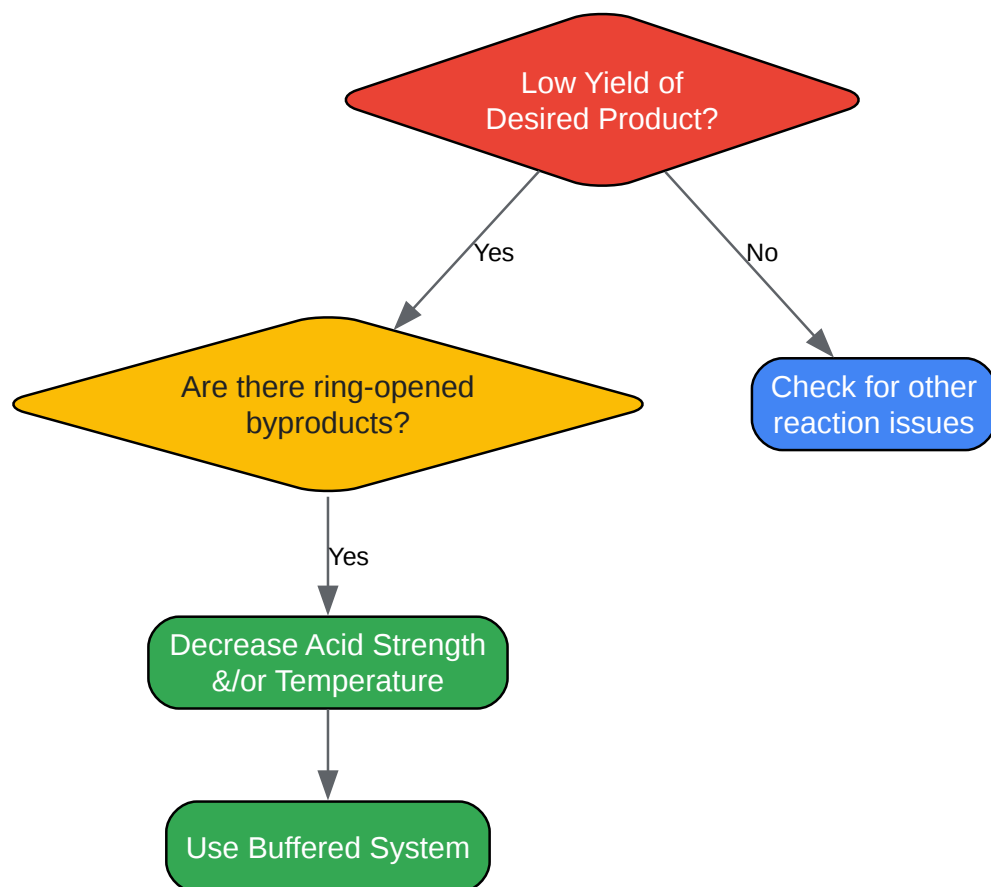 Low Yield of
Desired Product?
Yes
No
Are there ring-opened
byproducts?
Check for other
reaction issues
Yes
Decrease Acid Strength
&/or Temperature
Use Buffered System